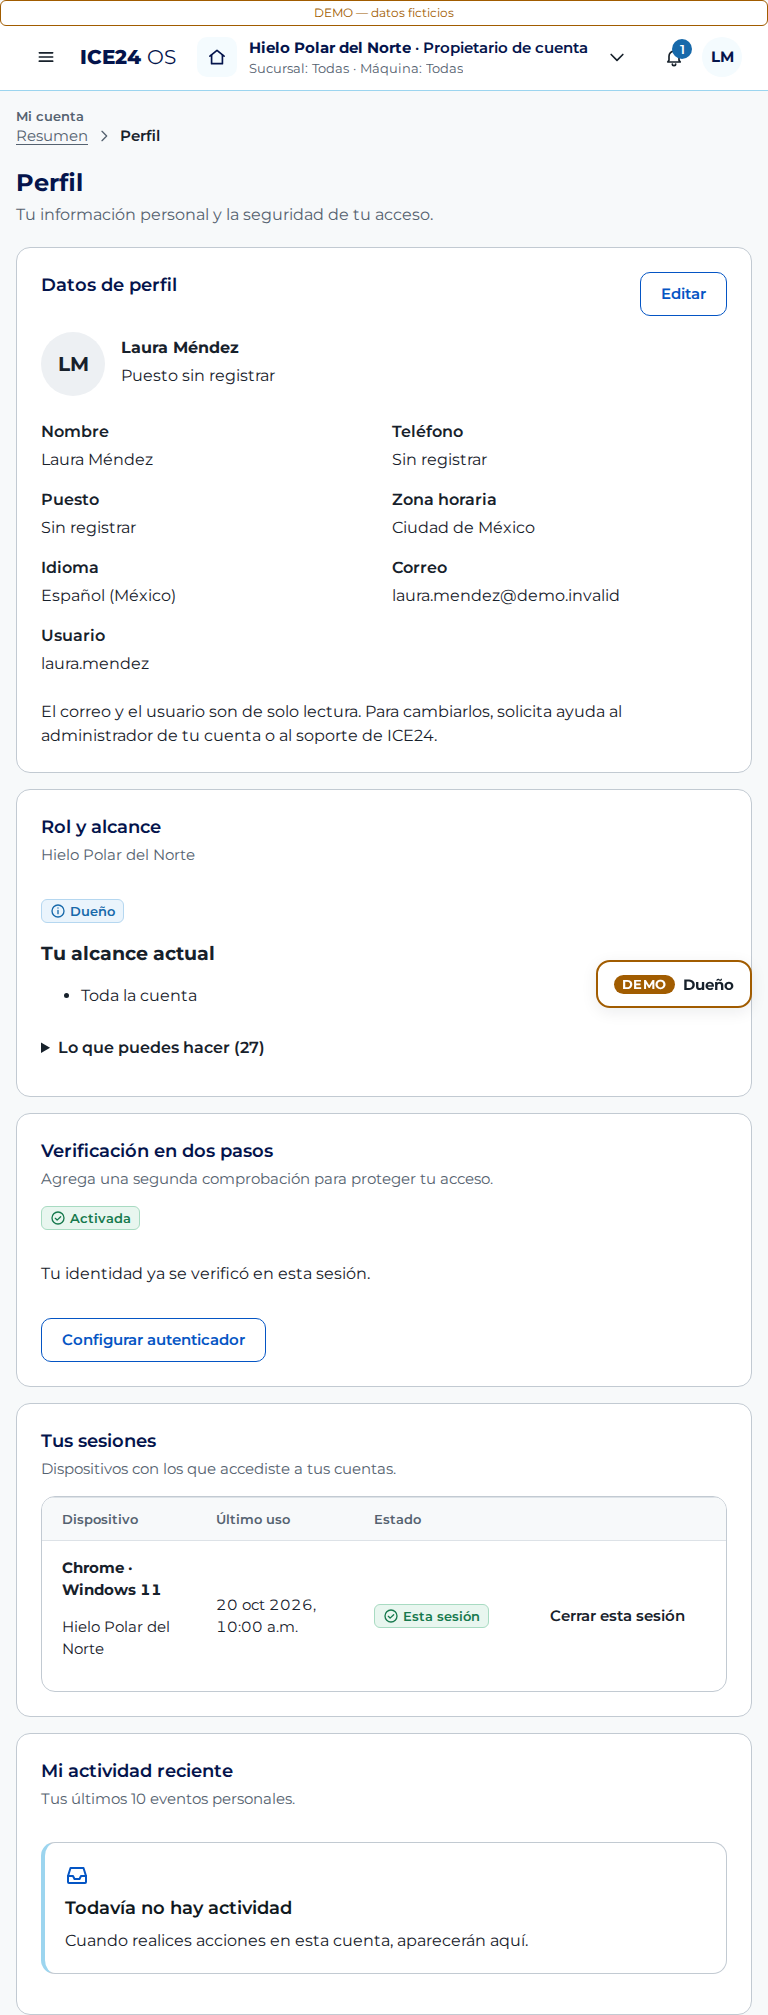 DEMO — datos ficticios
ICE24 OS
Hielo Polar del Norte · Propietario de cuenta
Sucursal: Todas · Máquina: Todas
1
LM
Mi cuenta
Resumen
Perfil
Perfil
Tu información personal y la seguridad de tu acceso.
Datos de perfil
Editar
LM
Laura Méndez
Puesto sin registrar
Nombre
Laura Méndez
Teléfono
Sin registrar
Puesto
Sin registrar
Zona horaria
Ciudad de México
Idioma
Español (México)
Correo
laura.mendez@demo.invalid
Usuario
laura.mendez
El correo y el usuario son de solo lectura. Para cambiarlos, solicita ayuda al
administrador de tu cuenta o al soporte de ICE24.
Rol y alcance
Hielo Polar del Norte
Dueño
Tu alcance actual
Toda la cuenta
DEMO Dueño
Lo que puedes hacer (27)
Verificación en dos pasos
Agrega una segunda comprobación para proteger tu acceso.
Activada
Tu identidad ya se verificó en esta sesión.
Configurar autenticador
Tus sesiones
Dispositivos con los que accediste a tus cuentas.
Dispositivo Último uso Estado
Chrome ·
Windows 11
Hielo Polar del
Norte
20 oct 2026,
10:00 a.m.
Esta sesión
Cerrar esta sesión
Mi actividad reciente
Tus últimos 10 eventos personales.
Todavía no hay actividad
Cuando realices acciones en esta cuenta, aparecerán aquí.